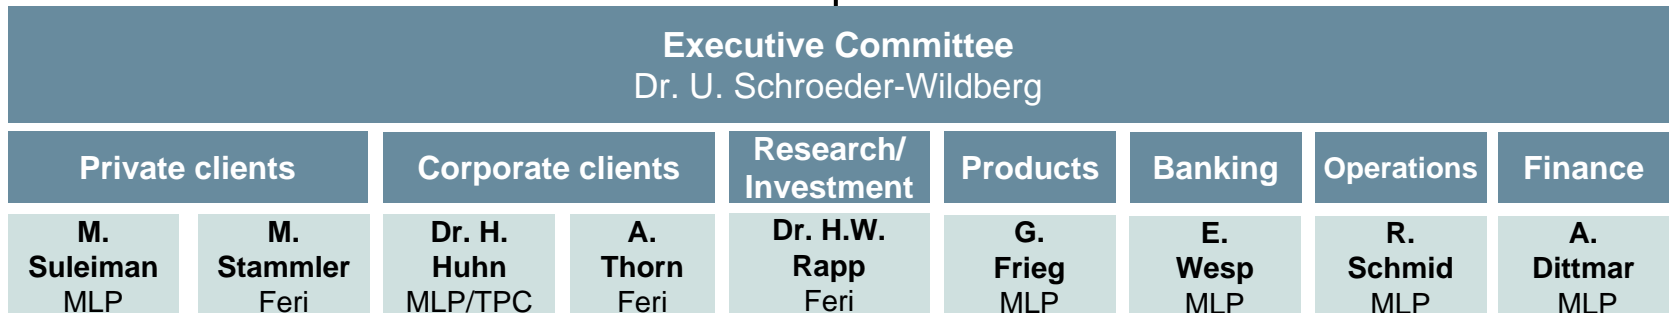 Executive Committee
Dr. U. Schroeder-Wildberg
Private clients
Corporate clients
Research/
Investment
Products
Banking
Operations
Finance
M.
Suleiman
MLP
M.
Stammler
Feri
Dr. H.
Huhn
MLP/TPC
A.
Thorn
Feri
Dr. H.W.
Rapp
Feri
G.
Frieg
MLP
E.
Wesp
MLP
R.
Schmid
MLP
A.
Dittmar
MLP